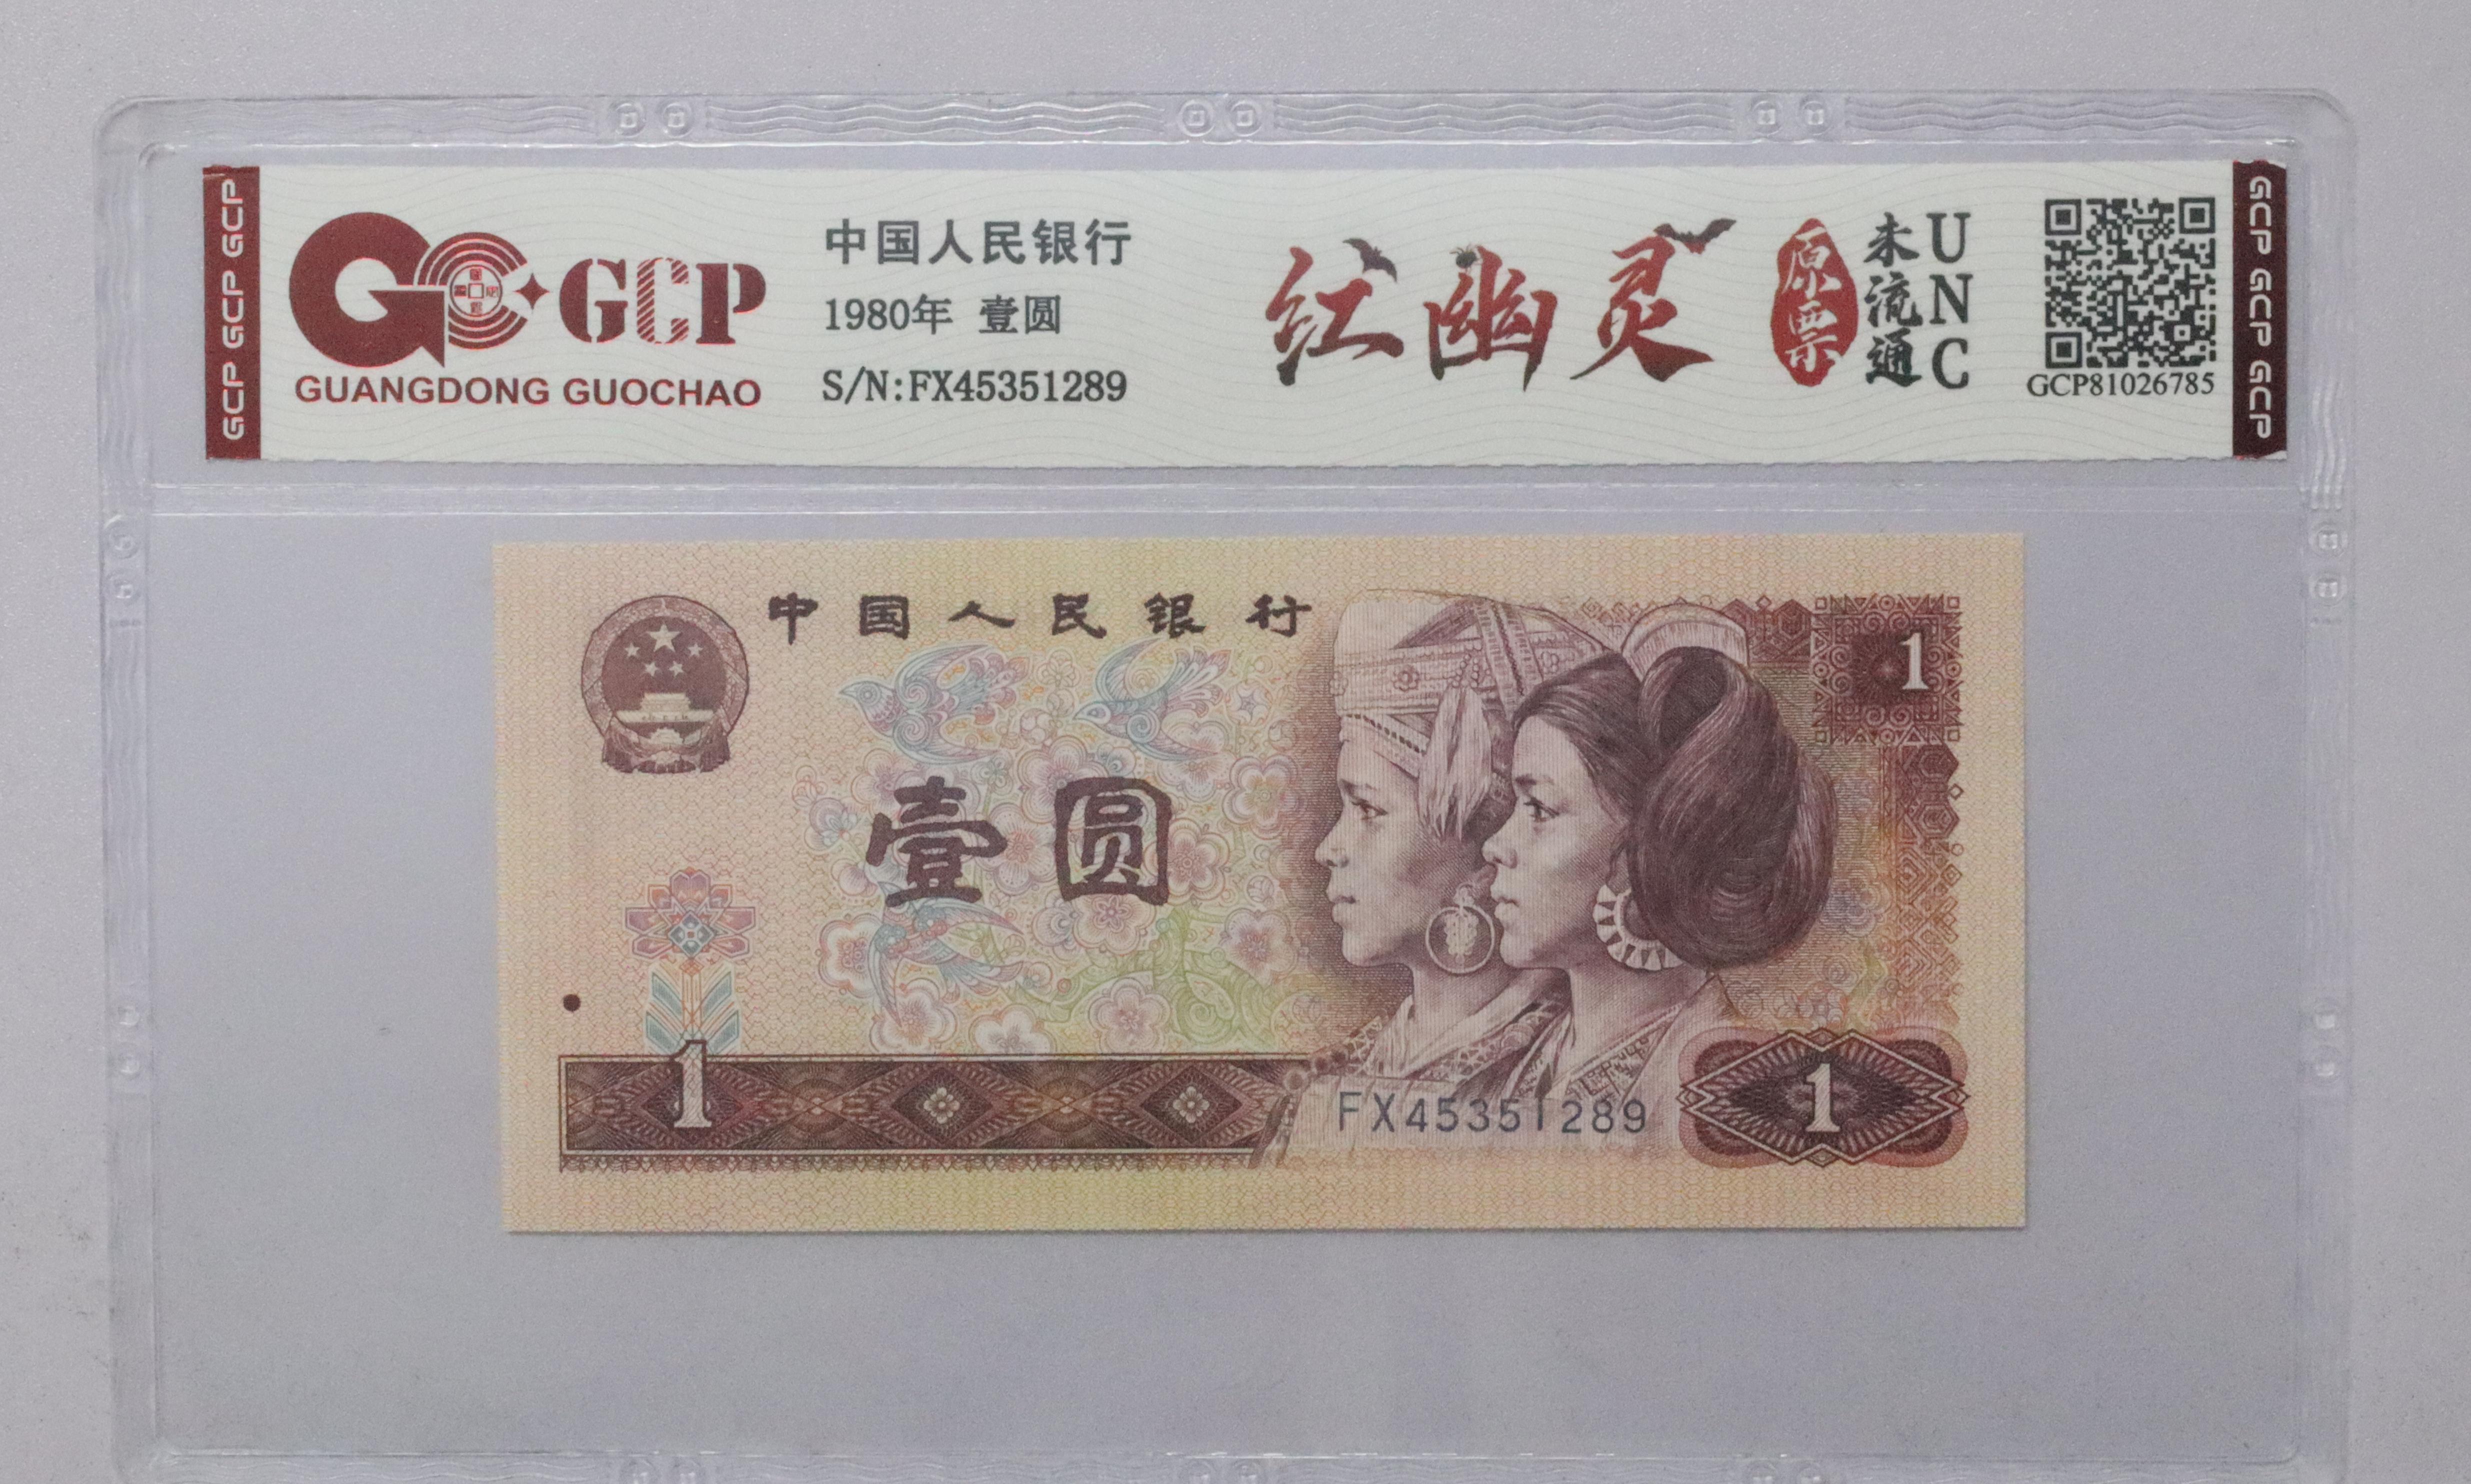 GCP GCP GCP
GCP
GUANGDONG GUOCHAO
中国人民银行
1980年 壹圆
S/N:FX45351289
红幽灵
原票
未流通
UNC
GCP81026785
GCP GCP GCP
中国人民银行
1
壹圆
1
FX45351289
1